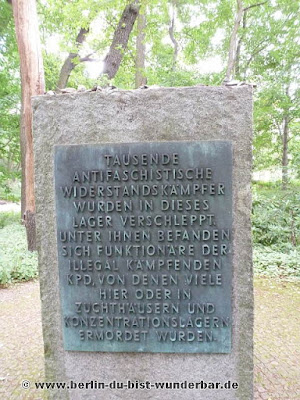 TAUSENDE
ANTIFASCHISTISCHE
WIDERSTANDSKÄMPFER
WURDEN IN DIESES
LAGER VERSCHLEPPT.
UNTER IHNEN BEFANDEN
SICH FUNKTIONÄRE DER
ILLEGAL KÄMPFENDEN
KPD, VON DENEN VIELE
HIER ODER IN
ZUCHTHÄUSERN UND
KONZENTRATIONSLAGERN
ERMORDET WURDEN.
© www.berlin-du-bist-wunderbar.de